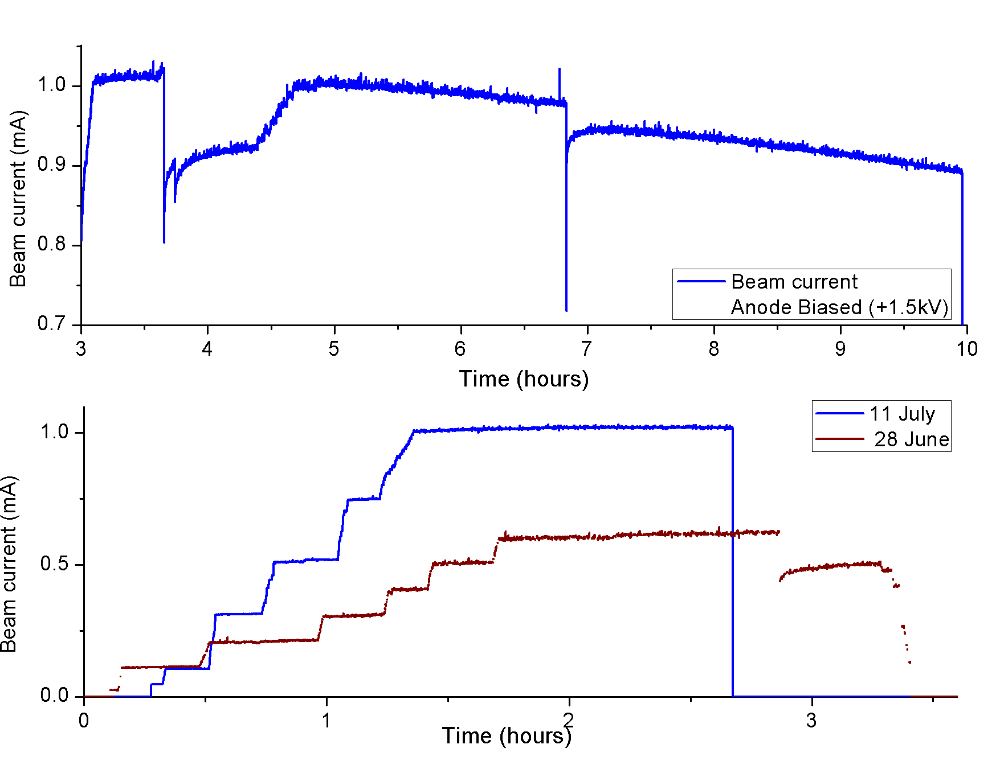 Beam current (mA)
1.0
0.9
0.8
0.7
3 4 5 6 7 8 9 10
Time (hours)
Beam current
Anode Biased (+1.5kV)
Beam current (mA)
1.0
0.5
0.0
0 1 2 3
Time (hours)
11 July
28 June